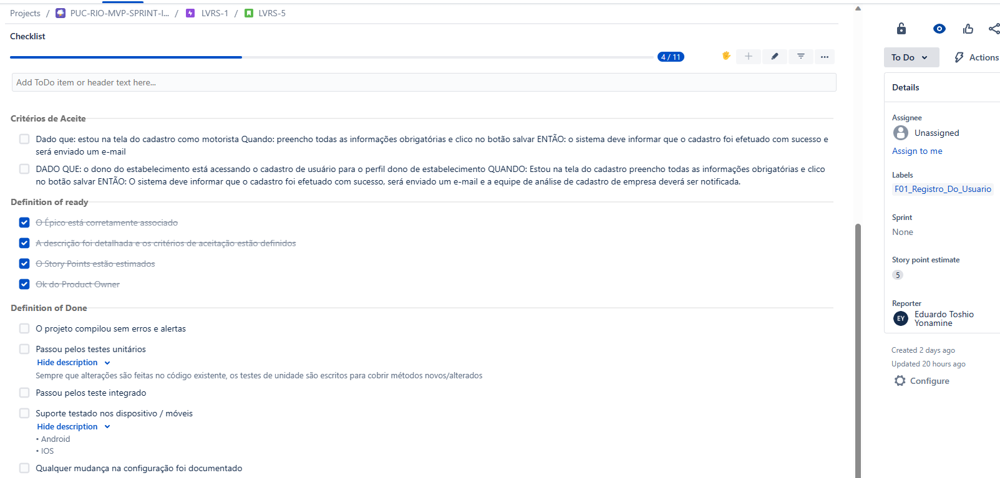 Projects / PUC-RIO-MVP-SPRINT-I... / LVRS-1 / LVRS-5
Checklist
4 / 11
Add ToDo item or header text here...
Critérios de Aceite
Dado que: estou na tela do cadastro como motorista Quando: preencho todas as informações obrigatórias e clico no botão salvar ENTÃO: o sistema deve informar que o cadastro foi efetuado com sucesso e
será enviado um e-mail
DADO QUE: o dono do estabelecimento está acessando o cadastro de usuário para o perfil dono de estabelecimento QUANDO: Estou na tela do cadastro preencho todas as informações obrigatórias e clico
no botão salvar ENTÃO: O sistema deve informar que o cadastro foi efetuado com sucesso, será enviado um e-mail e a equipe de análise de cadastro de empresa deverá ser notificada.
Definition of ready
O Épico está corretamente associado
A descrição foi detalhada e os critérios de aceitação estão definidos
O Story Points estão estimados
Ok do Product Owner
Definition of Done
O projeto compilou sem erros e alertas
Passou pelos testes unitários
Hide description
Sempre que alterações são feitas no código existente, os testes de unidade são escritos para cobrir métodos novos/alterados
Passou pelos teste integrado
Suporte testado nos dispositivo / móveis
Hide description
• Android
• IOS
Qualquer mudança na configuração foi documentado
To Do
Actions
Details
Assignee
Unassigned
Assign to me
Labels
F01_Registro_Do_Usuario
Sprint
None
Story point estimate
5
Reporter
EY
Eduardo Toshio
Yonamine
Created 2 days ago
Updated 20 hours ago
Configure